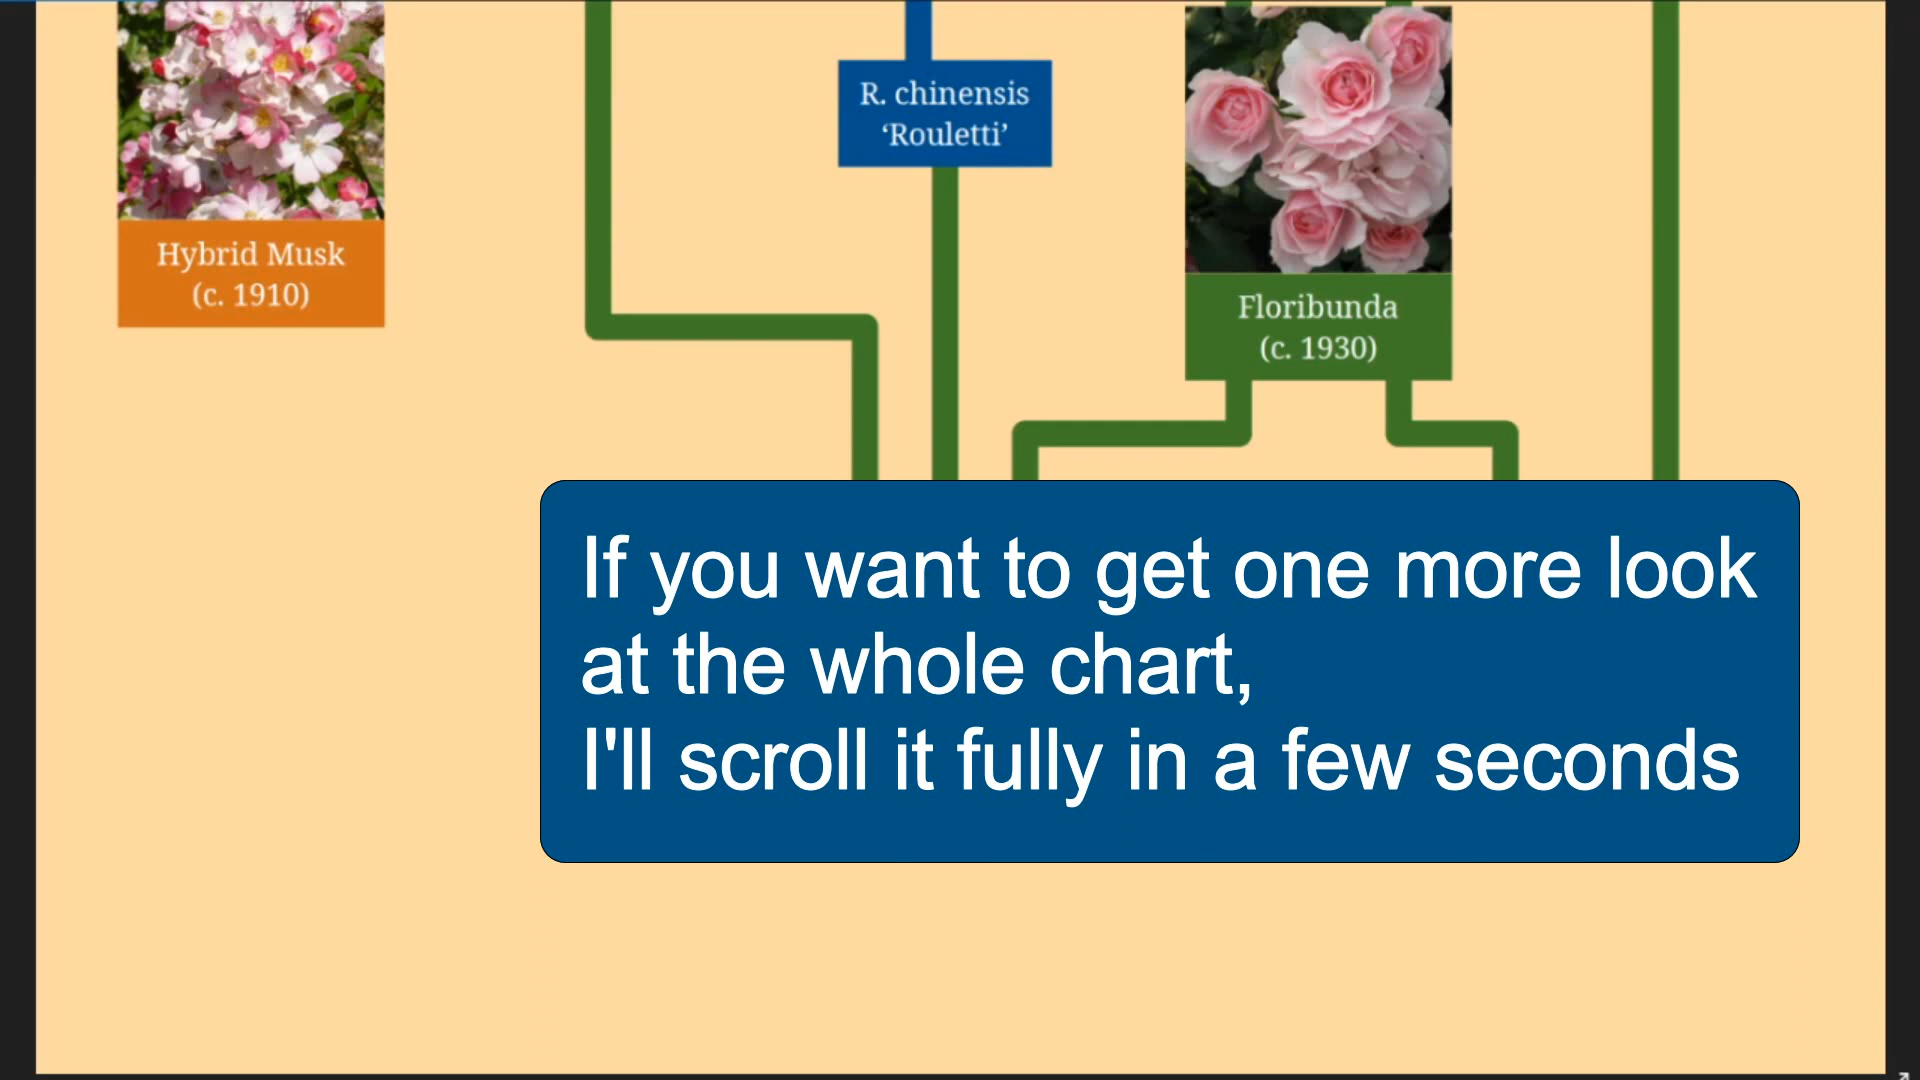 R. chinensis
‘Rouletti’
Hybrid Musk
(c. 1910)
Floribunda
(c. 1930)
If you want to get one more look
at the whole chart,
I'll scroll it fully in a few seconds